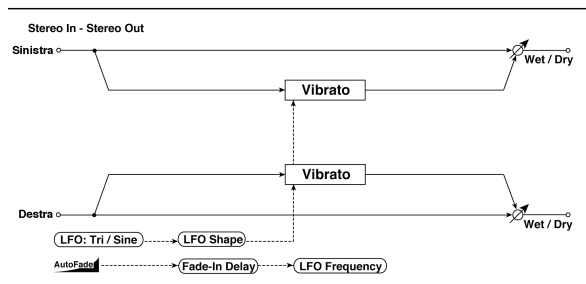 Stereo In - Stereo Out
Sinistra
Wet / Dry
Vibrato
Vibrato
Destra
Wet / Dry
LFO: Tri / Sine
LFO Shape
AutoFade
Fade-In Delay
LFO Frequency